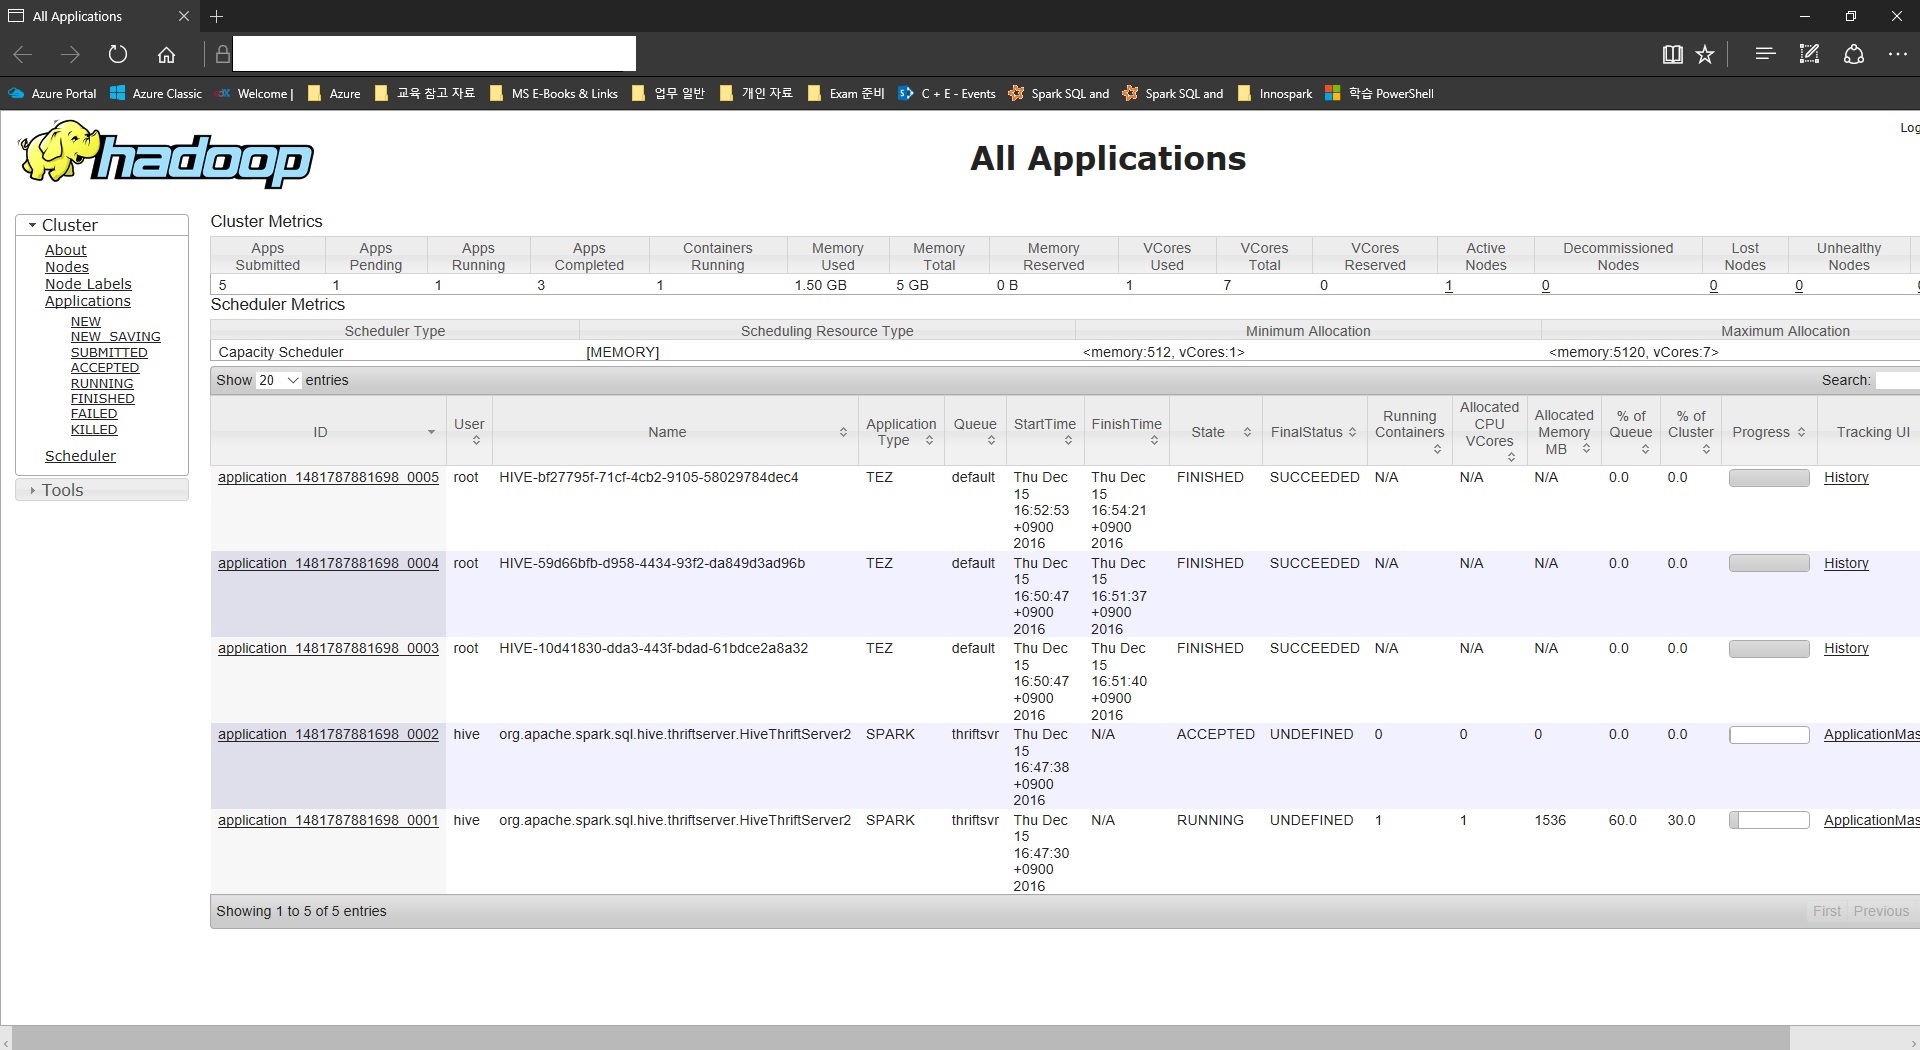 All Applications
Azure Portal Azure Classic Welcome | Azure 교육 참고 자료 MS E-Books & Links 업무 일반 개인 자료 Exam 준비 C + E - Events Spark SQL and Spark SQL and Innospark 학습 PowerShell
Log
hadoop
All Applications
Cluster
About
Nodes
Node Labels
Applications
NEW
NEW_SAVING
SUBMITTED
ACCEPTED
RUNNING
FINISHED
FAILED
KILLED
Scheduler
Tools
Cluster Metrics
Apps Submitted Apps Pending Apps Running Apps Completed Containers Running Memory Used Memory Total Memory Reserved VCores Used VCores Total VCores Reserved Active Nodes Decommissioned Nodes Lost Nodes Unhealthy Nodes
5 1 1 3 1 1.50 GB 5 GB 0 B 1 7 0 1 0 0 0
Scheduler Metrics
Scheduler Type Scheduling Resource Type Minimum Allocation Maximum Allocation
Capacity Scheduler [MEMORY] <memory:512, vCores:1> <memory:5120, vCores:7>
Show 20 entries Search:
ID User Name Application Type Queue StartTime FinishTime State FinalStatus Running Containers Allocated CPU VCores Allocated Memory MB % of Queue % of Cluster Progress Tracking UI
application_1481787881698_0005 root HIVE-bf27795f-71cf-4cb2-9105-58029784dec4 TEZ default Thu Dec 15 16:52:53 +0900 2016 Thu Dec 15 16:54:21 +0900 2016 FINISHED SUCCEEDED N/A N/A N/A 0.0 0.0 History
application_1481787881698_0004 root HIVE-59d66bfb-d958-4434-93f2-da849d3ad96b TEZ default Thu Dec 15 16:50:47 +0900 2016 Thu Dec 15 16:51:37 +0900 2016 FINISHED SUCCEEDED N/A N/A N/A 0.0 0.0 History
application_1481787881698_0003 root HIVE-10d41830-dda3-443f-bdad-61bdce2a8a32 TEZ default Thu Dec 15 16:50:47 +0900 2016 Thu Dec 15 16:51:40 +0900 2016 FINISHED SUCCEEDED N/A N/A N/A 0.0 0.0 History
application_1481787881698_0002 hive org.apache.spark.sql.hive.thriftserver.HiveThriftServer2 SPARK thriftsvr Thu Dec 15 16:47:38 +0900 2016 N/A ACCEPTED UNDEFINED 0 0 0 0.0 0.0 ApplicationMas
application_1481787881698_0001 hive org.apache.spark.sql.hive.thriftserver.HiveThriftServer2 SPARK thriftsvr Thu Dec 15 16:47:30 +0900 2016 N/A RUNNING UNDEFINED 1 1 1536 60.0 30.0 ApplicationMas
Showing 1 to 5 of 5 entries First Previous